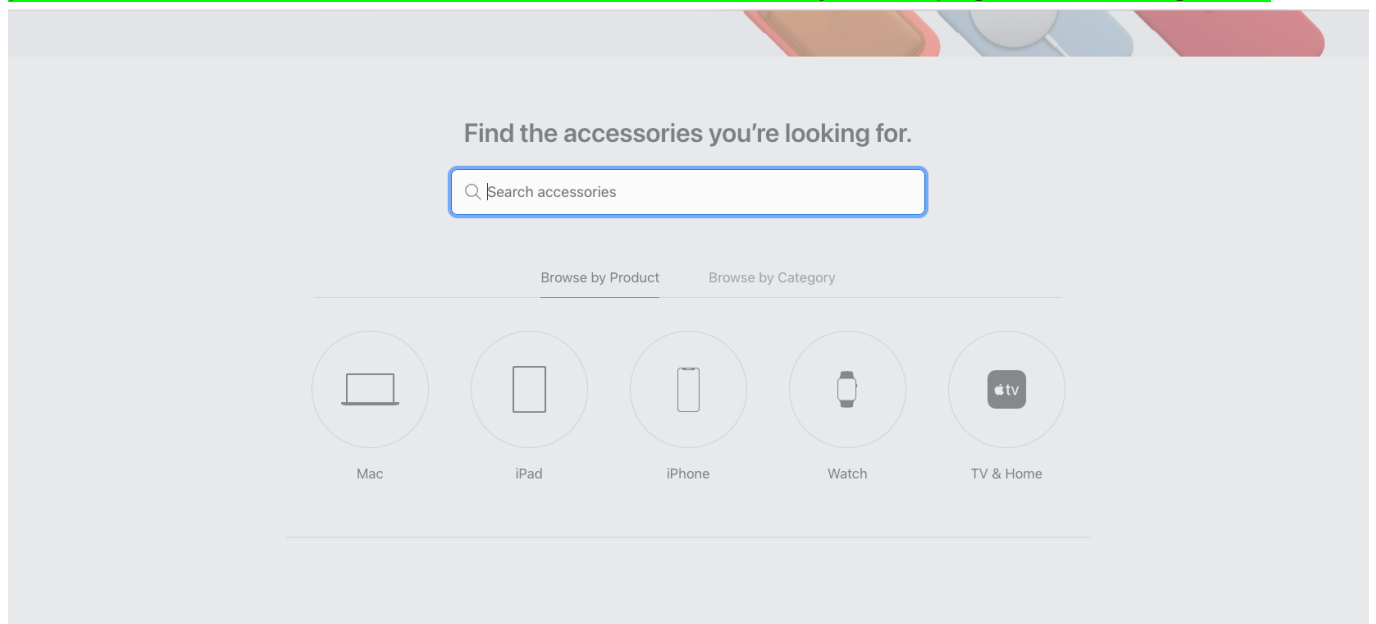 Find the accessories you're looking for.
Search accessories
Browse by Product Browse by Category
tv
Mac iPad iPhone Watch TV & Home